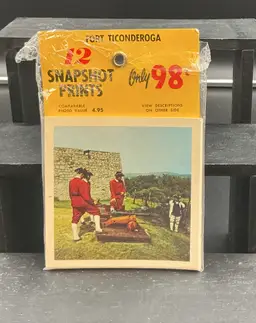 FORT TICONDEROGA
12
SNAPSHOT
PRINTS
Only 98¢
COMPARABLE
PHOTO VALUE 4.95
VIEW DESCRIPTIONS
ON OTHER SIDE